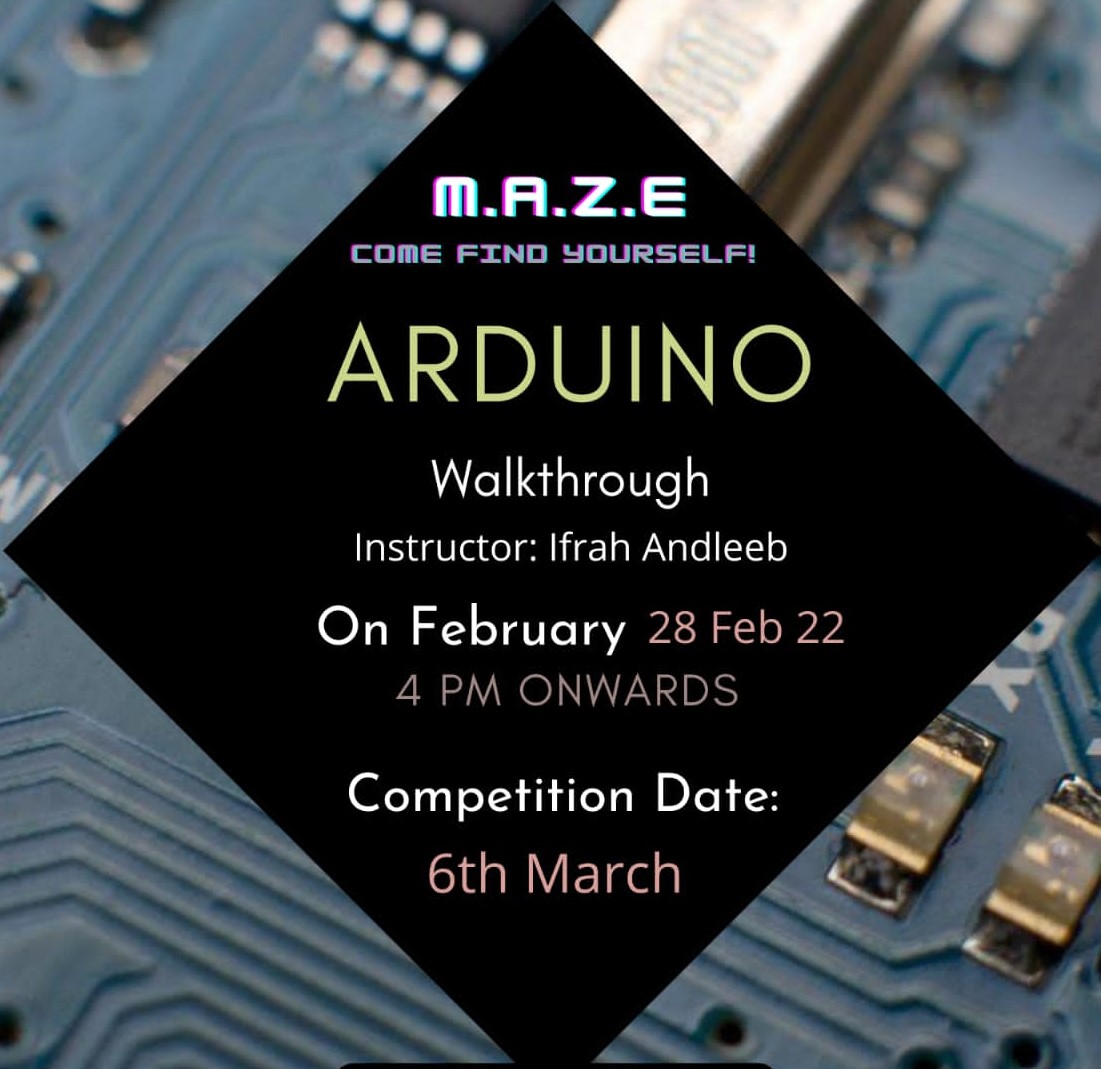 M.A.Z.E
COME FIND YOURSELF!
ARDUINO
Walkthrough
Instructor: Ifrah Andleeb
On February 28 Feb 22
4 PM ONWARDS
Competition Date:
6th March